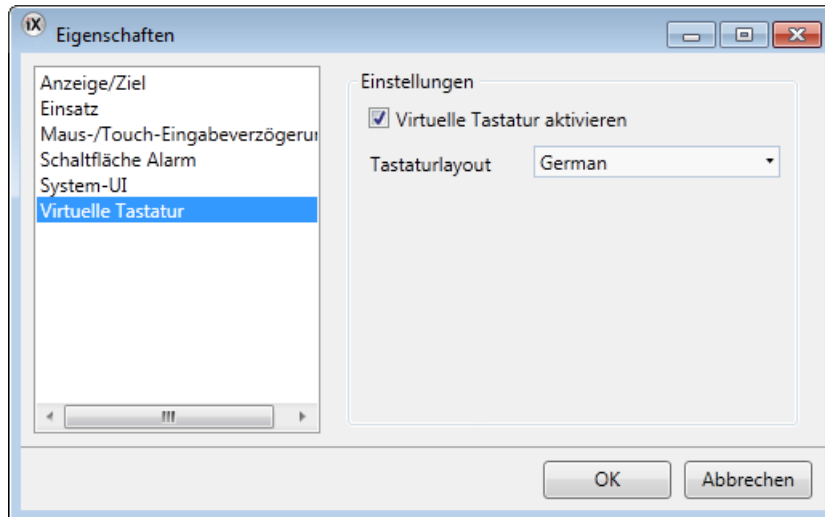 iX Eigenschaften
Anzeige/Ziel
Einsatz
Maus-/Touch-Eingabeverzögerun
Schaltfläche Alarm
System-UI
Virtuelle Tastatur
Einstellungen
Virtuelle Tastatur aktivieren
Tastaturlayout German
OK Abbrechen